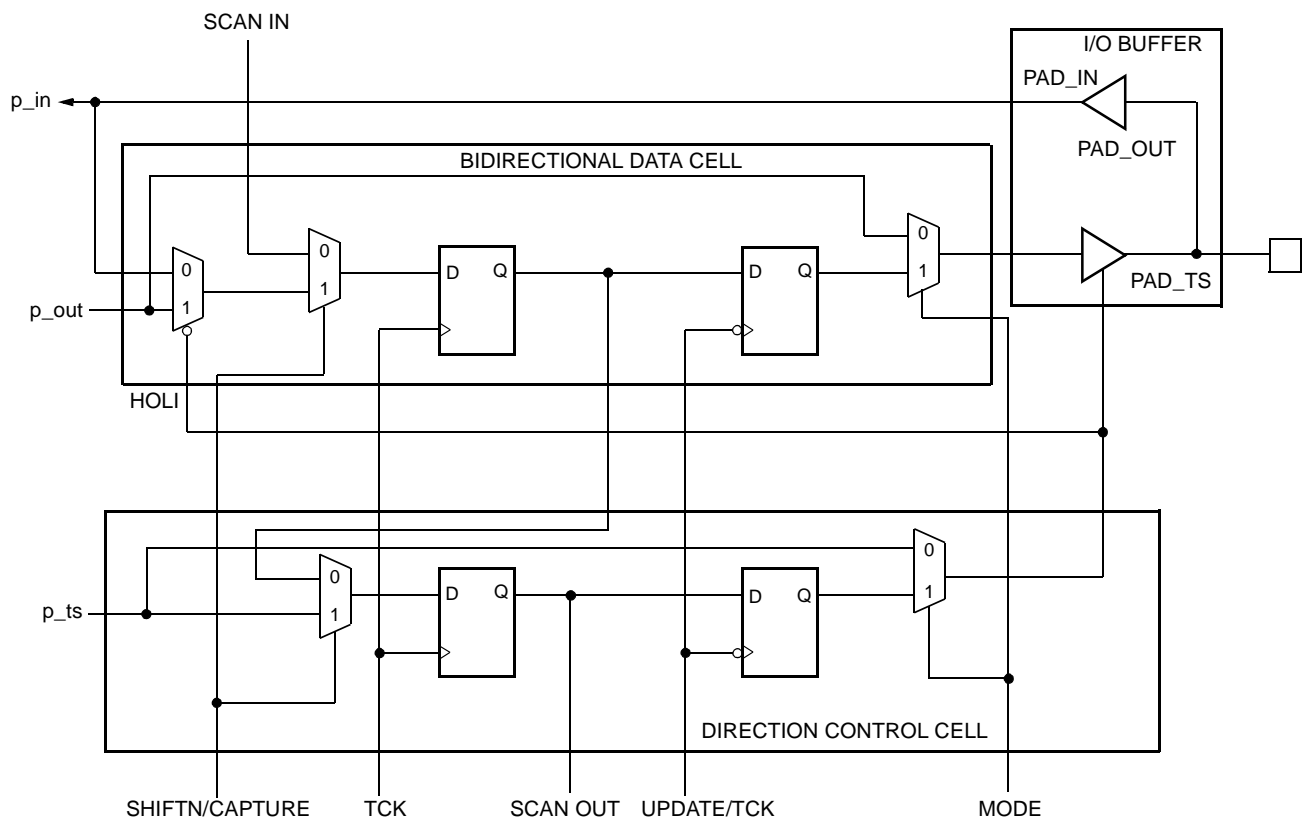 SCAN IN
I/O BUFFER
PAD_IN
p_in
PAD_OUT
BIDIRECTIONAL DATA CELL
0
0
1
D
Q
D
Q
0
1
PAD_TS
0
1
p_out
HOLI
0
1
D
Q
D
Q
0
1
p_ts
DIRECTION CONTROL CELL
SHIFTN/CAPTURE
TCK
SCAN OUT
UPDATE/TCK
MODE